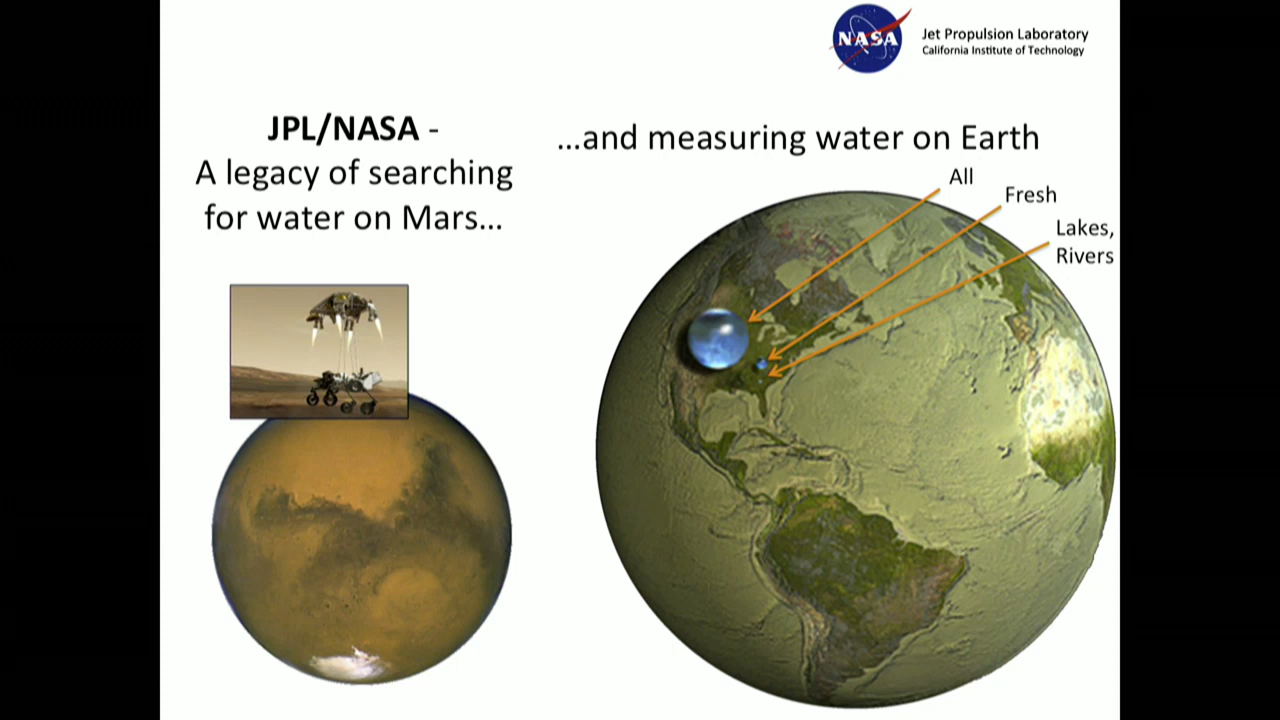 NASA
Jet Propulsion Laboratory
California Institute of Technology
JPL/NASA -
A legacy of searching
for water on Mars...
...and measuring water on Earth
All
Fresh
Lakes,
Rivers